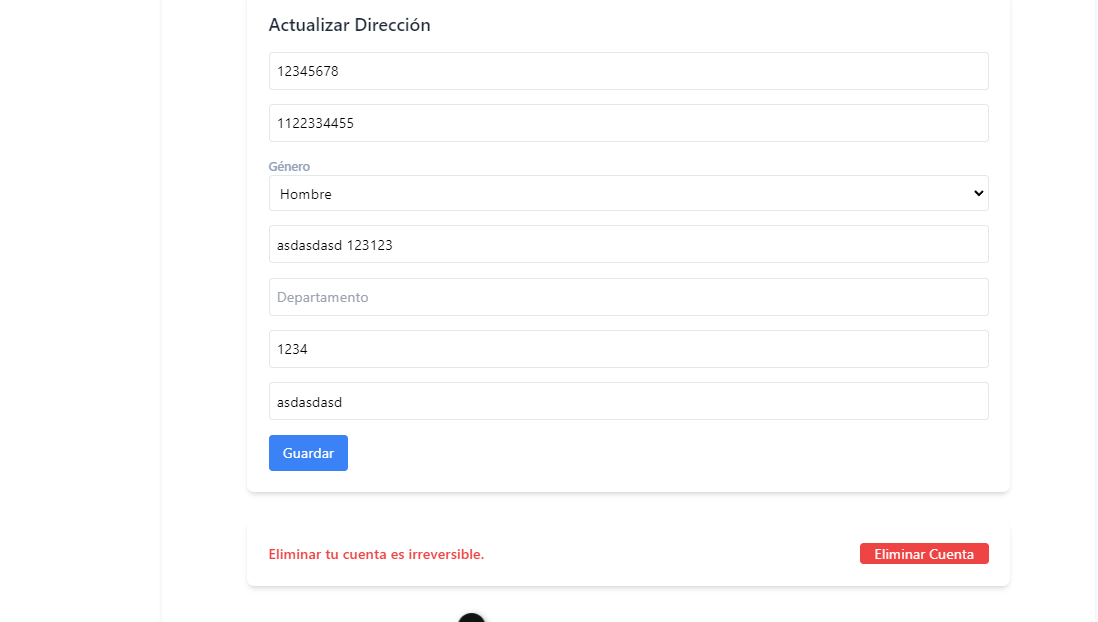 Actualizar Dirección
12345678
1122334455
Género
Hombre
asdasdasd 123123
Departamento
1234
asdasdasd
Guardar
Eliminar tu cuenta es irreversible.
Eliminar Cuenta